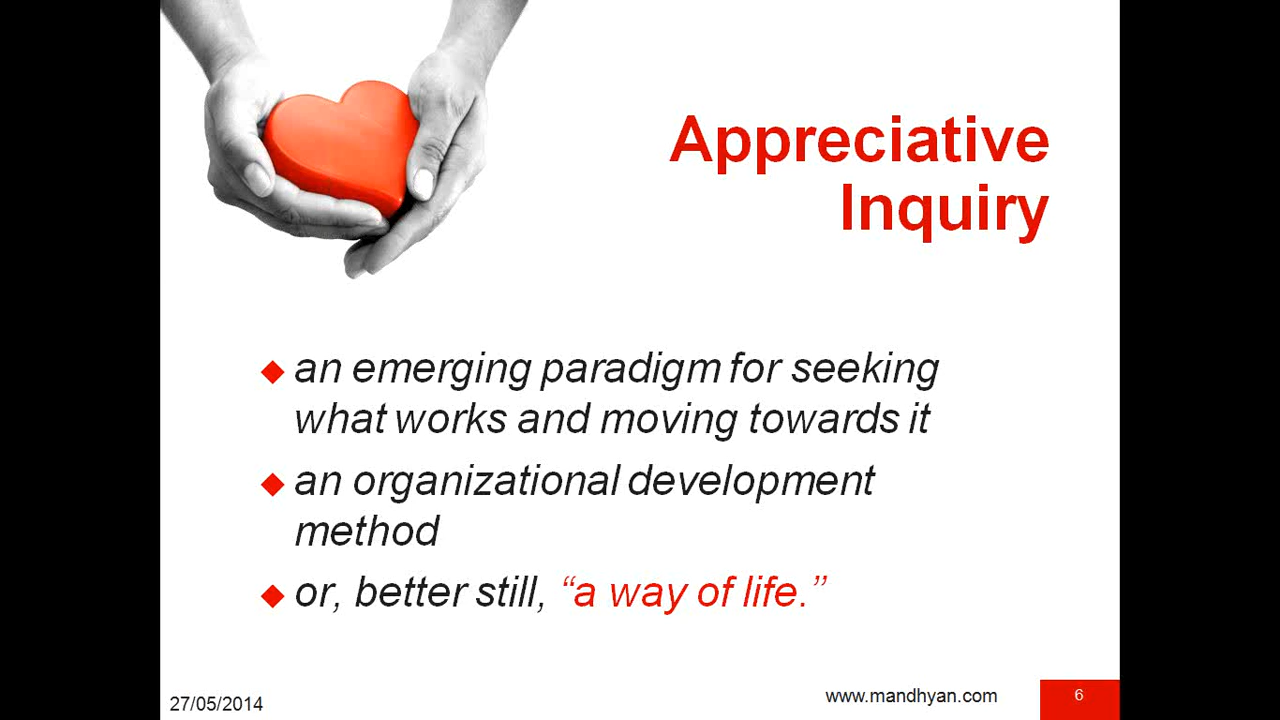 Appreciative
Inquiry
an emerging paradigm for seeking
what works and moving towards it
an organizational development
method
or, better still, “a way of life.”
27/05/2014
www.mandhyan.com
6